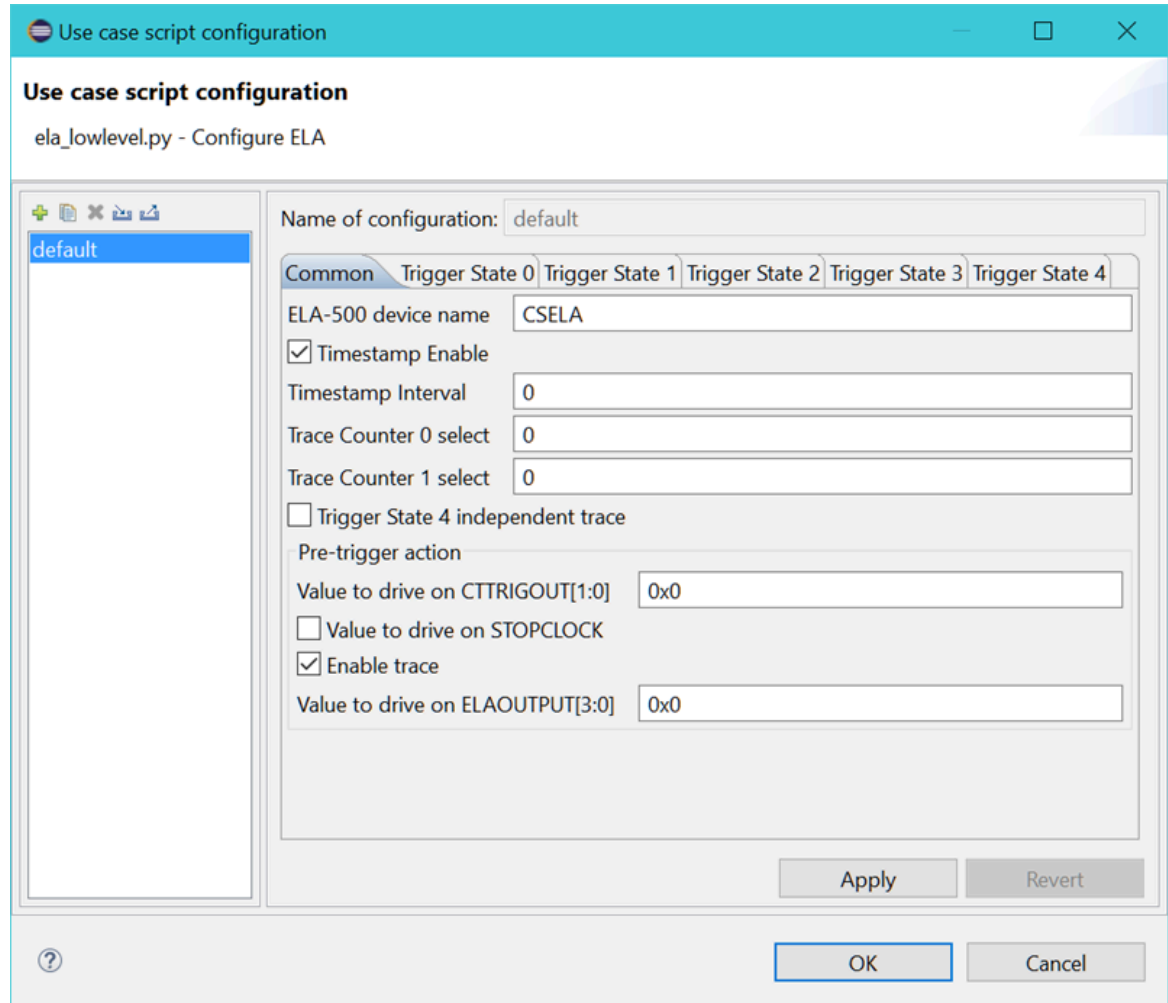 Use case script configuration
Use case script configuration
ela_lowlevel.py - Configure ELA
default
Name of configuration: default
Common Trigger State 0 Trigger State 1 Trigger State 2 Trigger State 3 Trigger State 4
ELA-500 device name CSELA
Timestamp Enable
Timestamp Interval 0
Trace Counter 0 select 0
Trace Counter 1 select 0
Trigger State 4 independent trace
Pre-trigger action
Value to drive on CTTRIGOUT[1:0] 0x0
Value to drive on STOPCLOCK
Enable trace
Value to drive on ELAOUTPUT[3:0] 0x0
Apply Revert
? OK Cancel